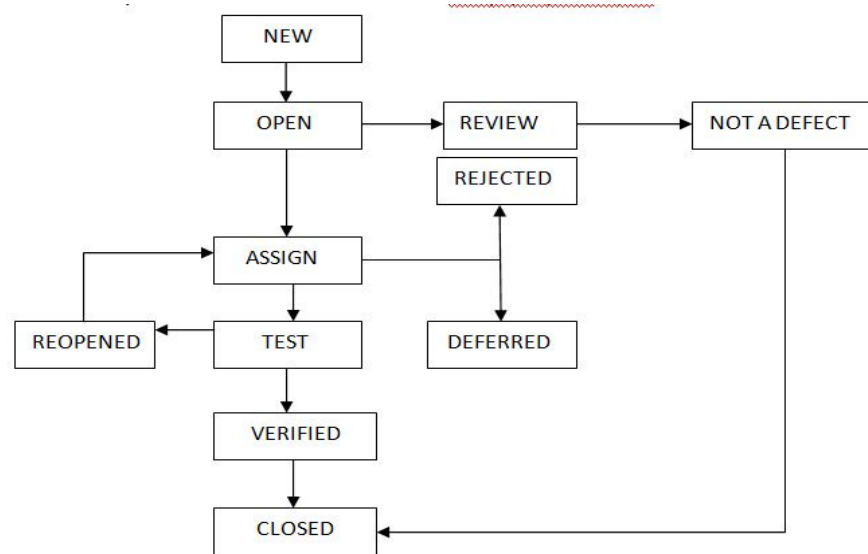 NEW
OPEN
REVIEW
NOT A DEFECT
REJECTED
ASSIGN
REOPENED
TEST
DEFERRED
VERIFIED
CLOSED